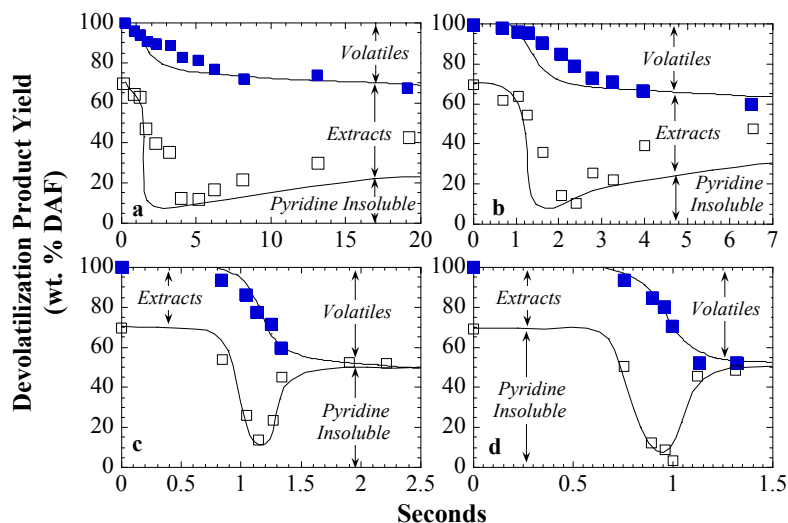 Devolatilization Product Yield
(wt. % DAF)
100
80
60
40
20
0
0 5 10 15 20
Volatiles
Extracts
Pyridine Insoluble
a
100
80
60
40
20
0
0 1 2 3 4 5 6 7
Volatiles
Extracts
Pyridine
Insoluble
b
100
80
60
40
20
0
0 0.5 1 1.5 2 2.5
Extracts
Volatiles
Pyridine
Insoluble
c
100
80
60
40
20
0
0 0.5 1 1.5
Extracts
Volatiles
Pyridine
Insoluble
d
Seconds